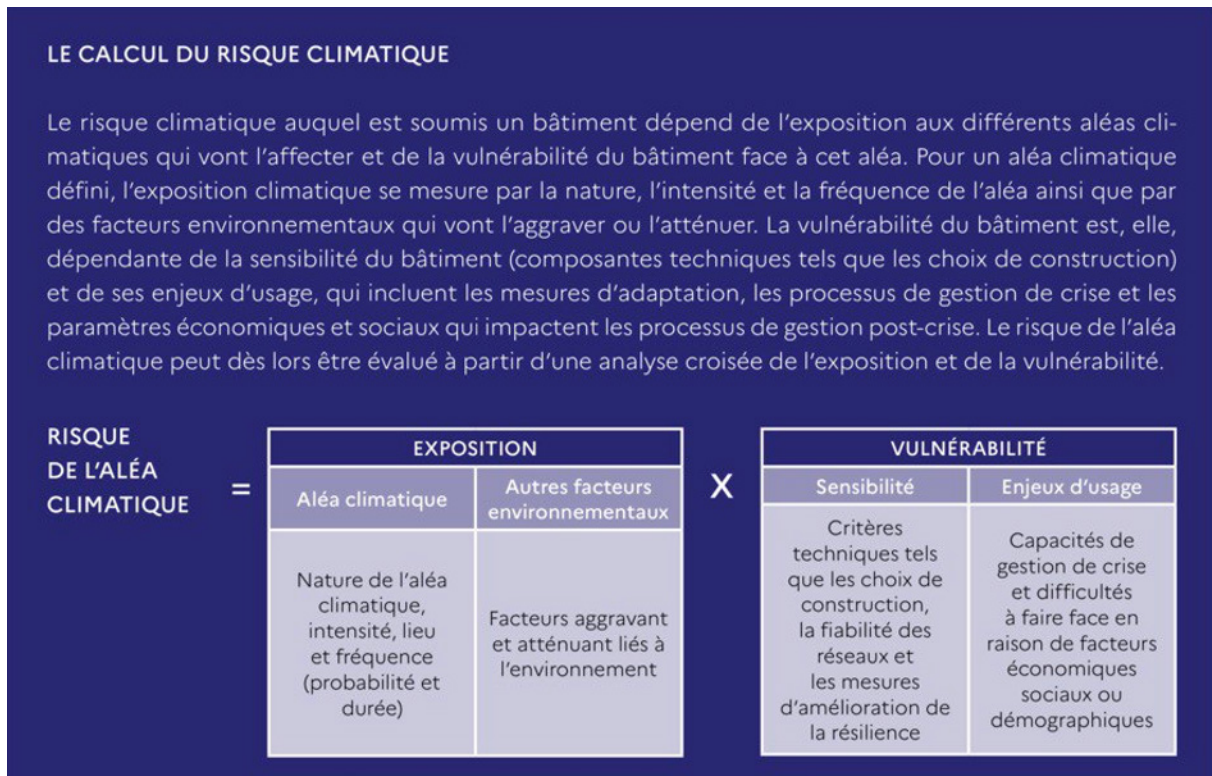 LE CALCUL DU RISQUE CLIMATIQUE
Le risque climatique auquel est soumis un bâtiment dépend de l’exposition aux différents aléas cli-
matiques qui vont l’affecter et de la vulnérabilité du bâtiment face à cet aléa. Pour un aléa climatique
défini, l’exposition climatique se mesure par la nature, l’intensité et la fréquence de l’aléa ainsi que par
des facteurs environnementaux qui vont l’aggraver ou l’atténuer. La vulnérabilité du bâtiment est, elle,
dépendante de la sensibilité du bâtiment (composantes techniques tels que les choix de construction)
et de ses enjeux d’usage, qui incluent les mesures d’adaptation, les processus de gestion de crise et les
paramètres économiques et sociaux qui impactent les processus de gestion post-crise. Le risque de l’aléa
climatique peut dès lors être évalué à partir d’une analyse croisée de l’exposition et de la vulnérabilité.
RISQUE
DE L’ALÉA
CLIMATIQUE
=
EXPOSITION
Aléa climatique
Autres facteurs
environnementaux
Nature de l’aléa
climatique,
intensité, lieu
et fréquence
(probabilité et
durée)
Facteurs aggravant
et atténuant liés à
l’environnement
X
VULNÉRABILITÉ
Sensibilité
Enjeux d’usage
Critères
techniques tels
que les choix de
construction,
la fiabilité des
réseaux et
les mesures
d’amélioration de
la résilience
Capacités de
gestion de crise
et difficultés
à faire face en
raison de facteurs
économiques
sociaux ou
démographiques